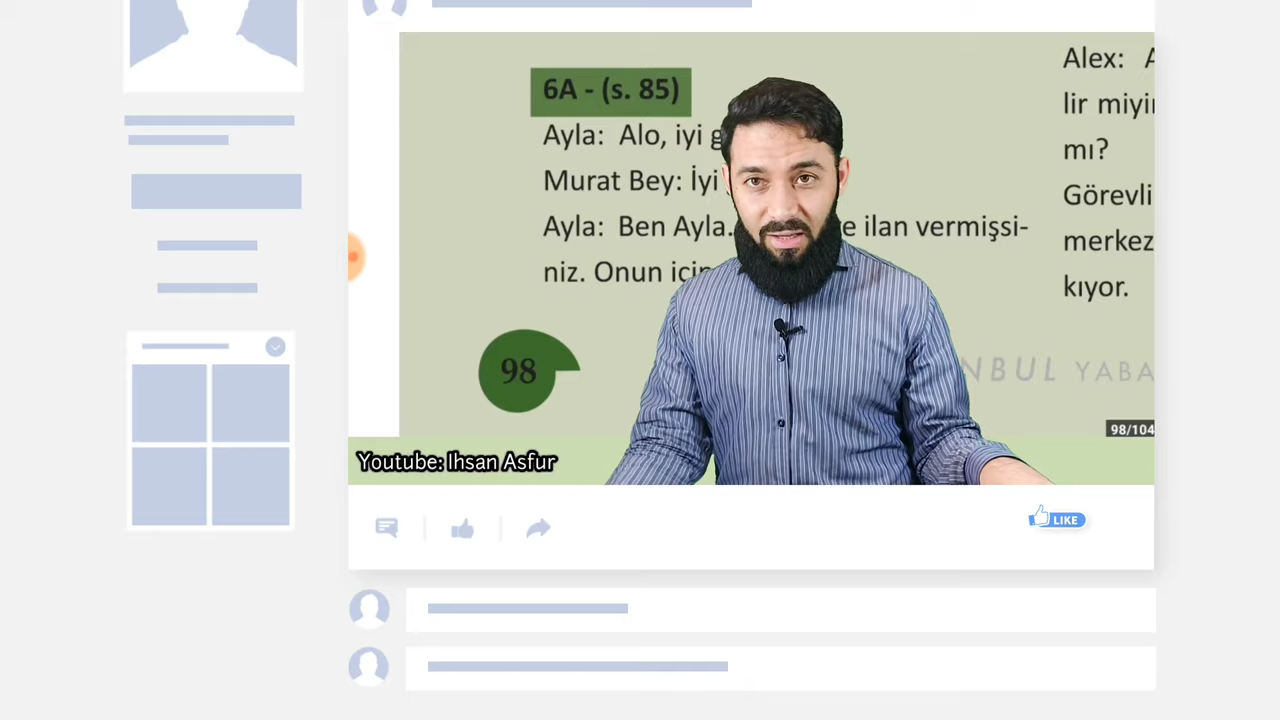 6A - (s. 85)
Ayla: Alo, iyi
Murat Bey: İyi
Ayla: Ben Ayla. ilan vermişsi-
niz. Onun için
98
Alex:
lir miyi
mı?
Görevli
merkez
kıyor.
NBUL YABA
98/104
Youtube: Ihsan Asfur
LIKE